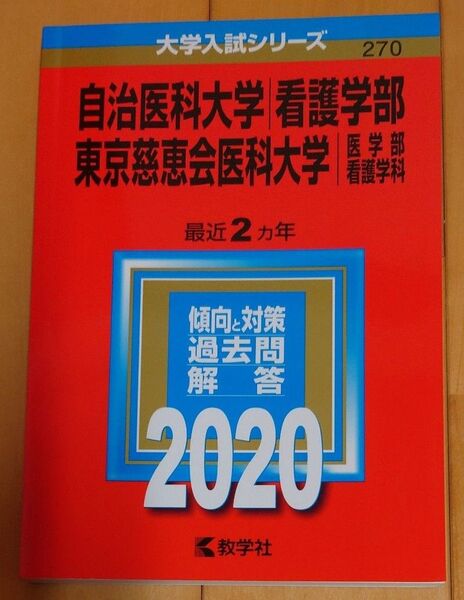 大学入試シリーズ
270
自治医科大学 看護学部
東京慈恵会医科大学 医学部
看護学科
最近2カ年
傾向と対策
過去問
解答
2020
教学社